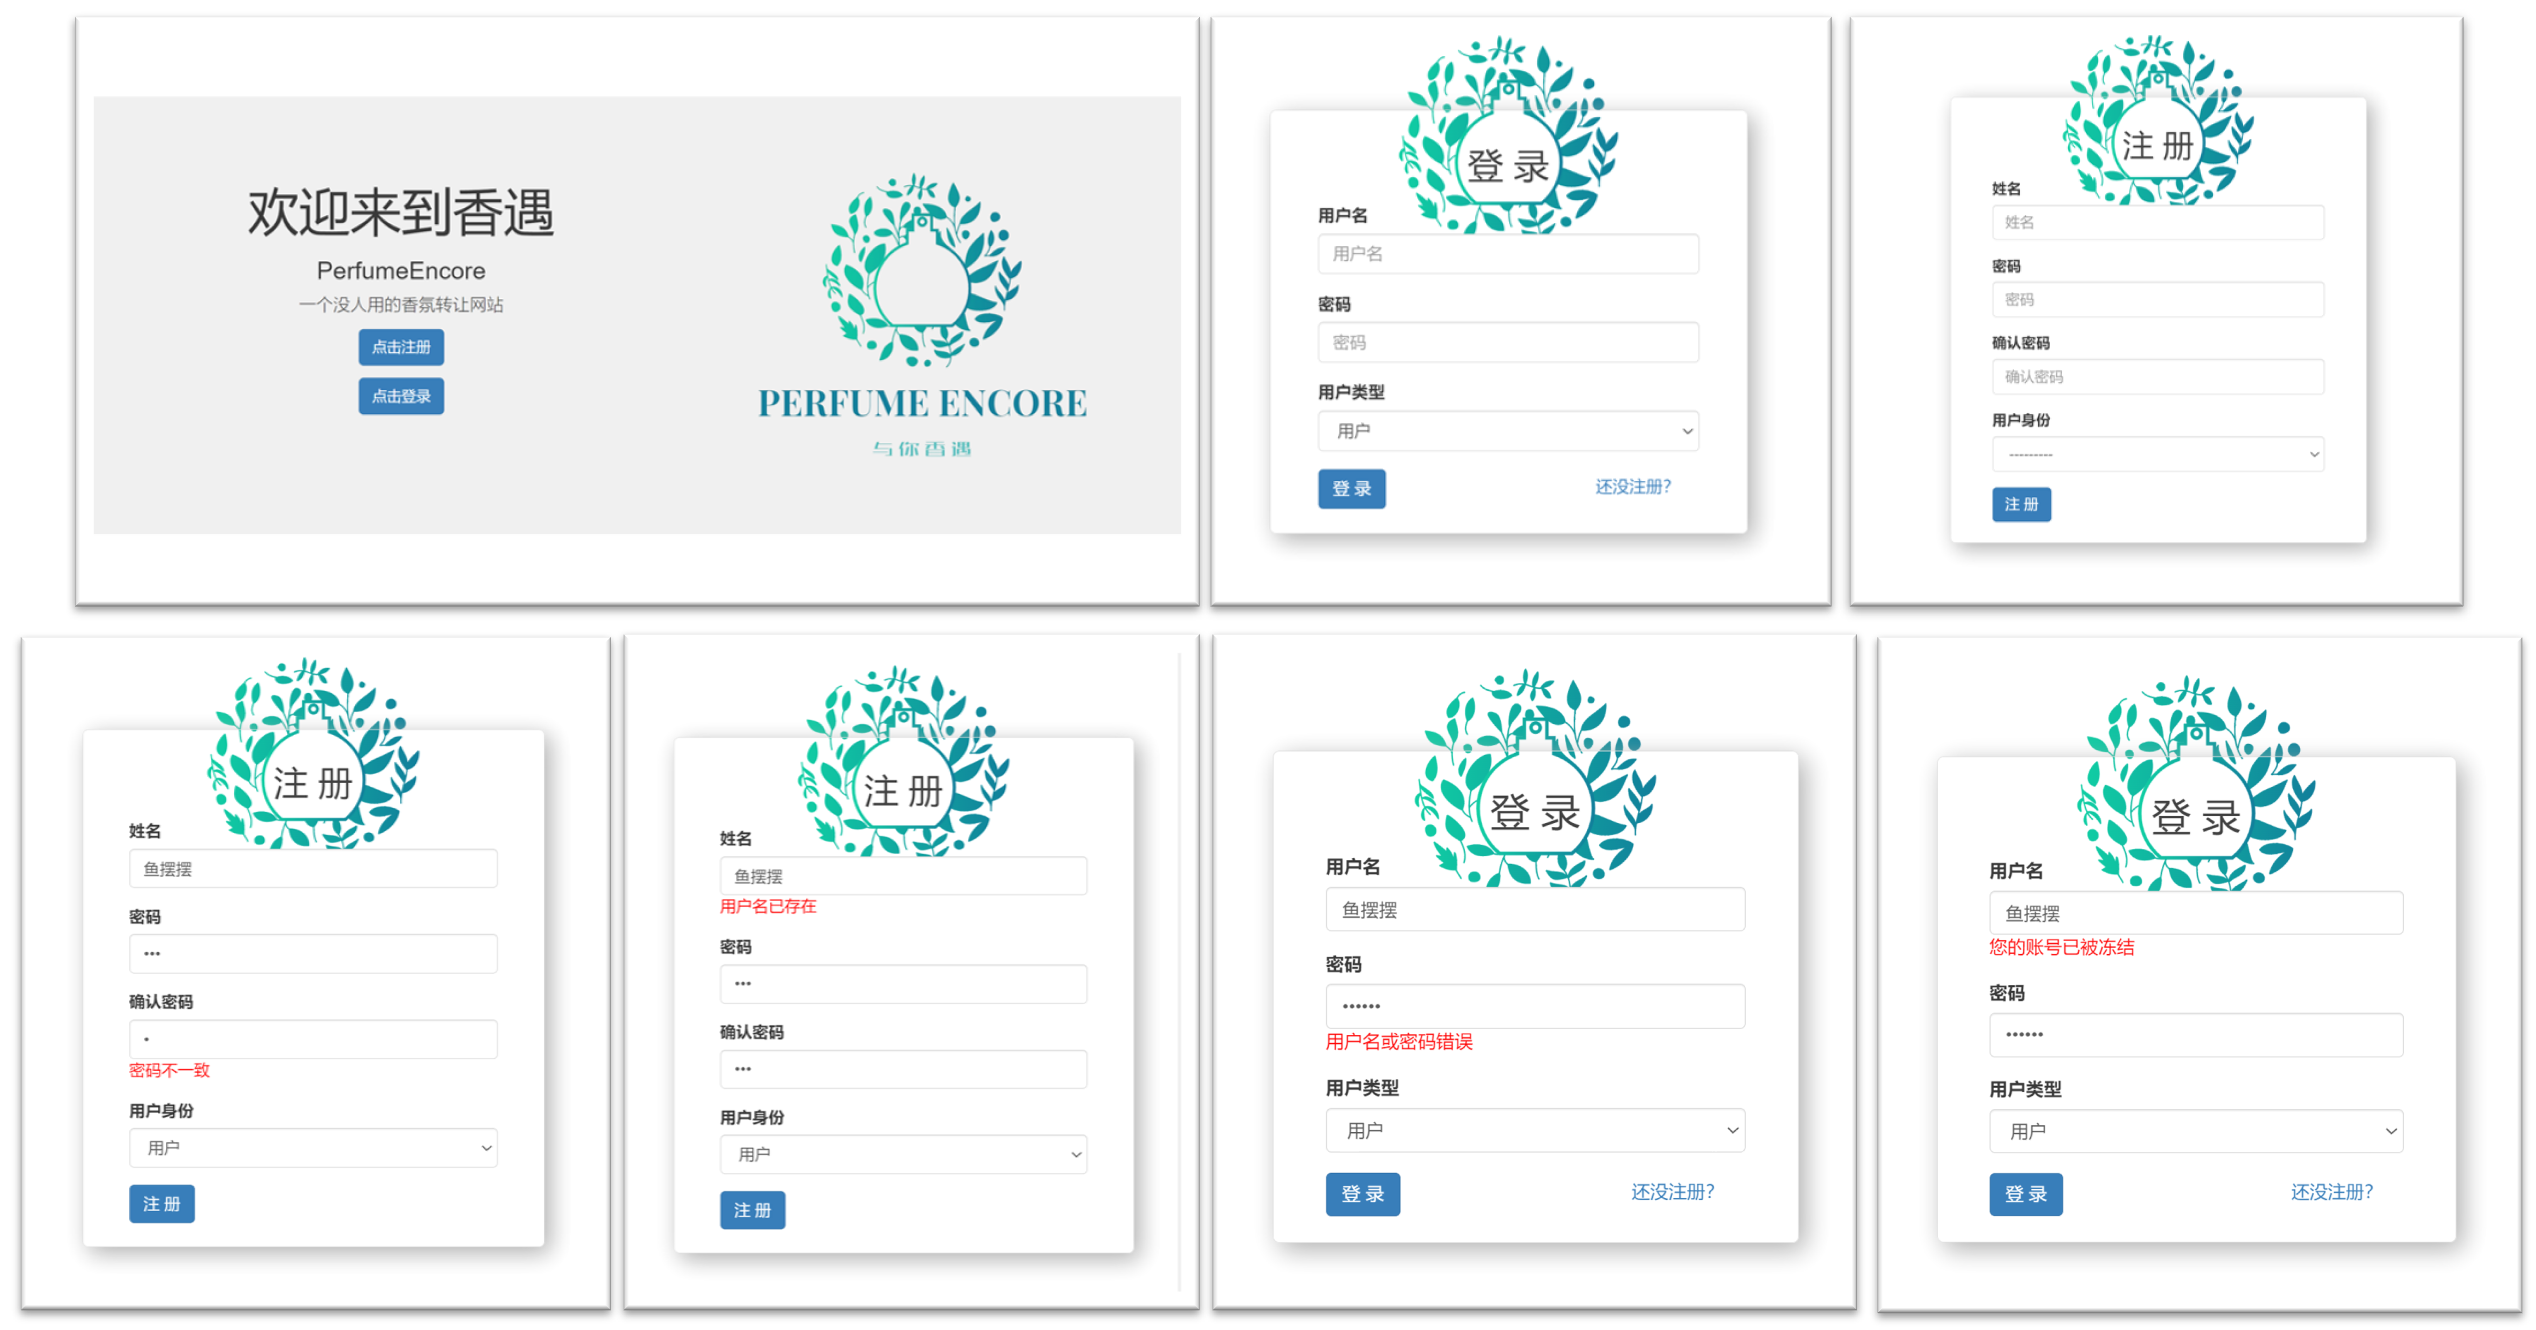 欢迎来到香遇
PerfumeEncore
一个没人用的香氛转让网站
点击注册
点击登录
PERFUME ENCORE
与你香遇
登 录
用户名
用户名
密码
密码
用户类型
用户
登 录
还没注册?
注 册
姓名
姓名
密码
密码
确认密码
确认密码
用户身份
---------
注 册
注 册
姓名
鱼摆摆
密码
•••
确认密码
•
密码不一致
用户身份
用户
注 册
注 册
姓名
鱼摆摆
用户名已存在
密码
•••
确认密码
•••
用户身份
用户
注 册
登 录
用户名
鱼摆摆
密码
••••••
用户名或密码错误
用户类型
用户
登 录
还没注册?
登 录
用户名
鱼摆摆
您的账号已被冻结
密码
••••••
用户类型
用户
登 录
还没注册?